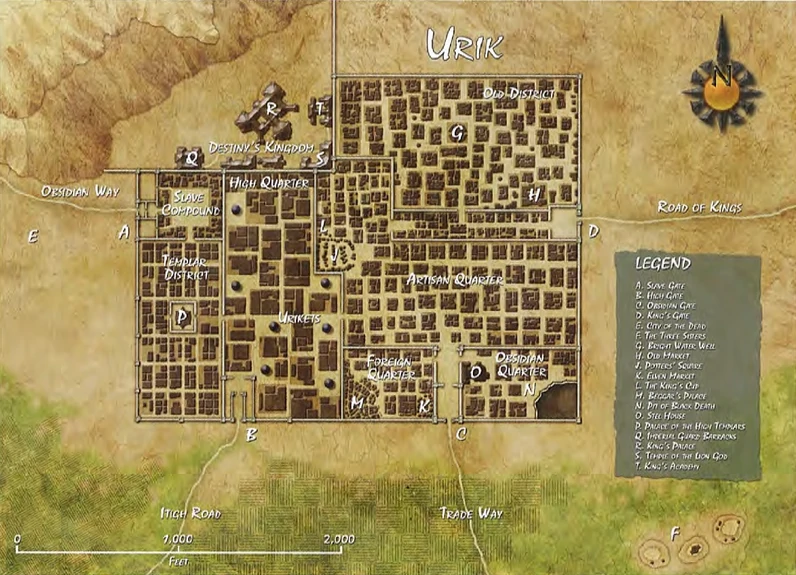 URIK
N
OLD DISTRICT
R
T
G
DESTINY'S KINGDOM
Q
S
HIGH QUARTER
OBSIDIAN WAY
SLAVE
COMPOUND
H
ROAD OF KINGS
E
A
L
D
J
TEMPLAR
DISTRICT
ARTISAN QUARTER
P
URIKITES
FOREIGN
QUARTER
OBSIDIAN
QUARTER
O
M
K
N
B
C
HIGH ROAD
TRADE WAY
F
0
1,000
2,000
FEET
LEGEND
A. SLAVE GATE
B. HIGH GATE
C. OBSIDIAN GATE
D. KING'S GATE
E. CITY OF THE DEAD
F. THE THREE SISTERS
G. BRIGHT WATER WELL
H. OLD MARKET
J. POTTERS' SQUARE
K. ELVEN MARKET
L. THE KING'S CUP
M. BEGGAR'S PALACE
N. PIT OF BLACK DEATH
O. STEL HOUSE
P. PALACE OF THE HIGH TEMPLARS
Q. IMPERIAL GUARD BARRACKS
R. KING'S PALACE
S. TEMPLE OF THE LION GOD
T. KING'S ACADEMY